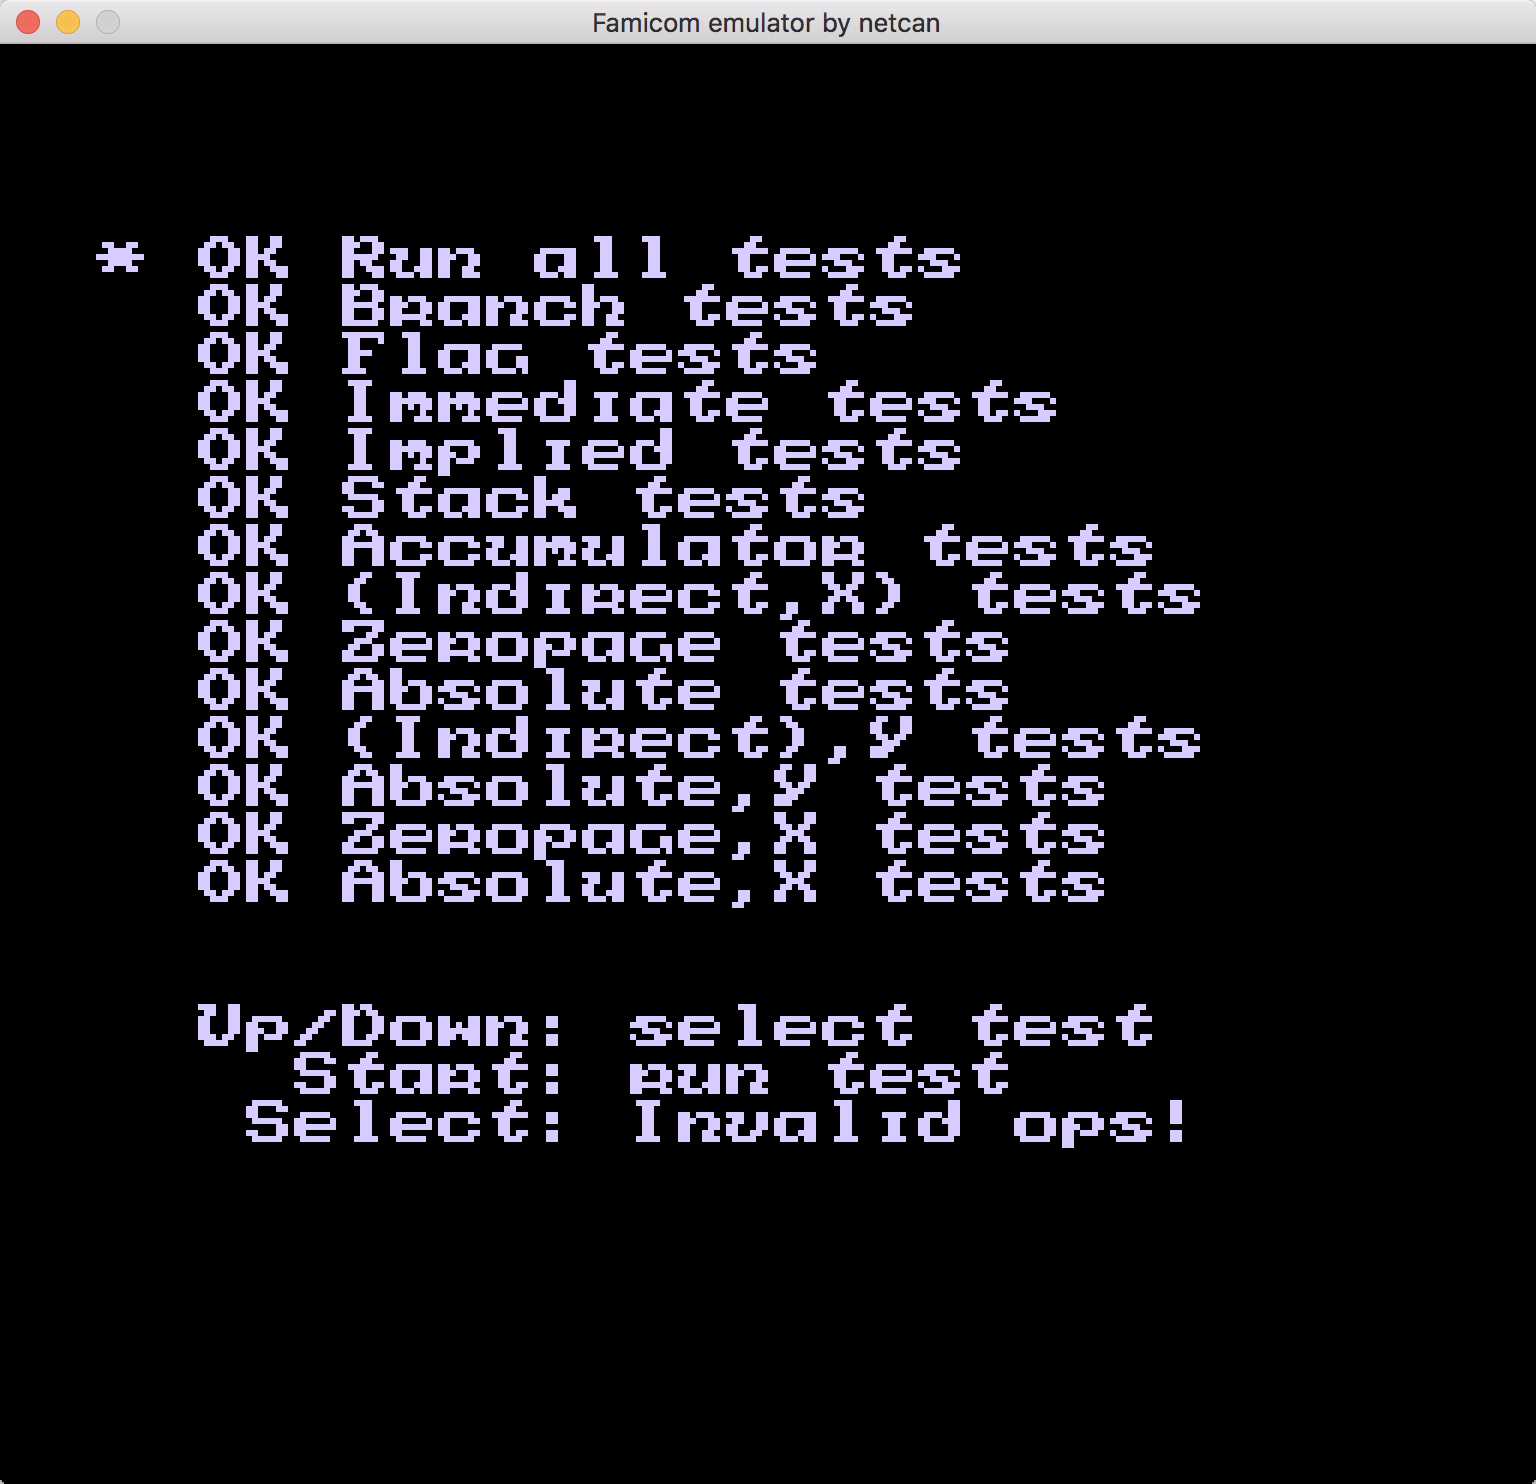 Famicom emulator by netcan
* OK Run all tests
OK Branch tests
OK Flag tests
OK Immediate tests
OK Implied tests
OK Stack tests
OK Accumulator tests
OK (Indirect,X) tests
OK Zeropage tests
OK Absolute tests
OK (Indirect),Y tests
OK Absolute,Y tests
OK Zeropage,X tests
OK Absolute,X tests
Up/Down: select test
Start: run test
Select: Invalid ops!